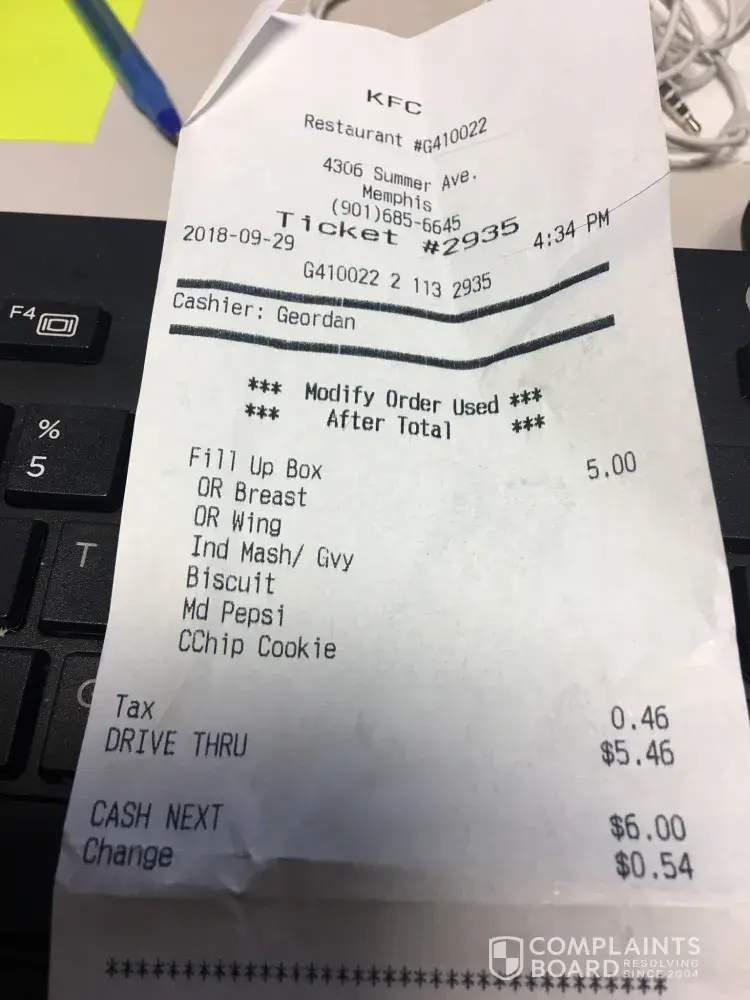 KFC
Restaurant #G410022
4306 Summer Ave.
Memphis
(901)685-6645
Ticket #2935
2018-09-29 4:34 PM
G410022 2 113 2935
Cashier: Geordan
*** Modify Order Used ***
*** After Total ***
Fill Up Box 5.00
OR Breast
OR Wing
Ind Mash/ Gvy
Biscuit
Md Pepsi
CChip Cookie
Tax 0.46
DRIVE THRU $5.46
CASH NEXT $6.00
Change $0.54
F4
%
5
T
COMPLAINTS
BOARD RESOLVING SINCE 2004